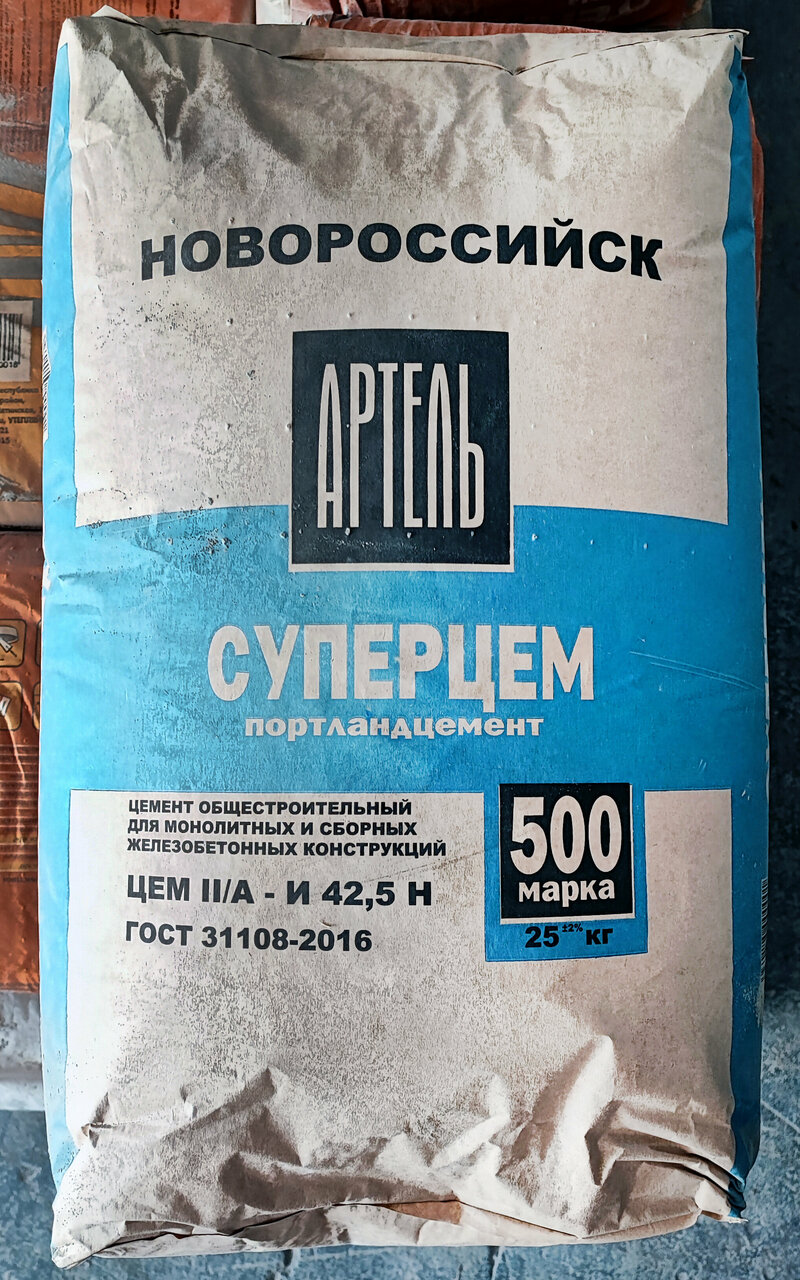 НОВОРОССИЙСК
АРТЕЛЬ
СУПЕРЦЕМ
портландцемент
ЦЕМЕНТ ОБЩЕСТРОИТЕЛЬНЫЙ
ДЛЯ МОНОЛИТНЫХ И СБОРНЫХ
ЖЕЛЕЗОБЕТОННЫХ КОНСТРУКЦИЙ
ЦЕМ II/А - И 42,5 Н
ГОСТ 31108-2016
500
марка
25 ±2% кг